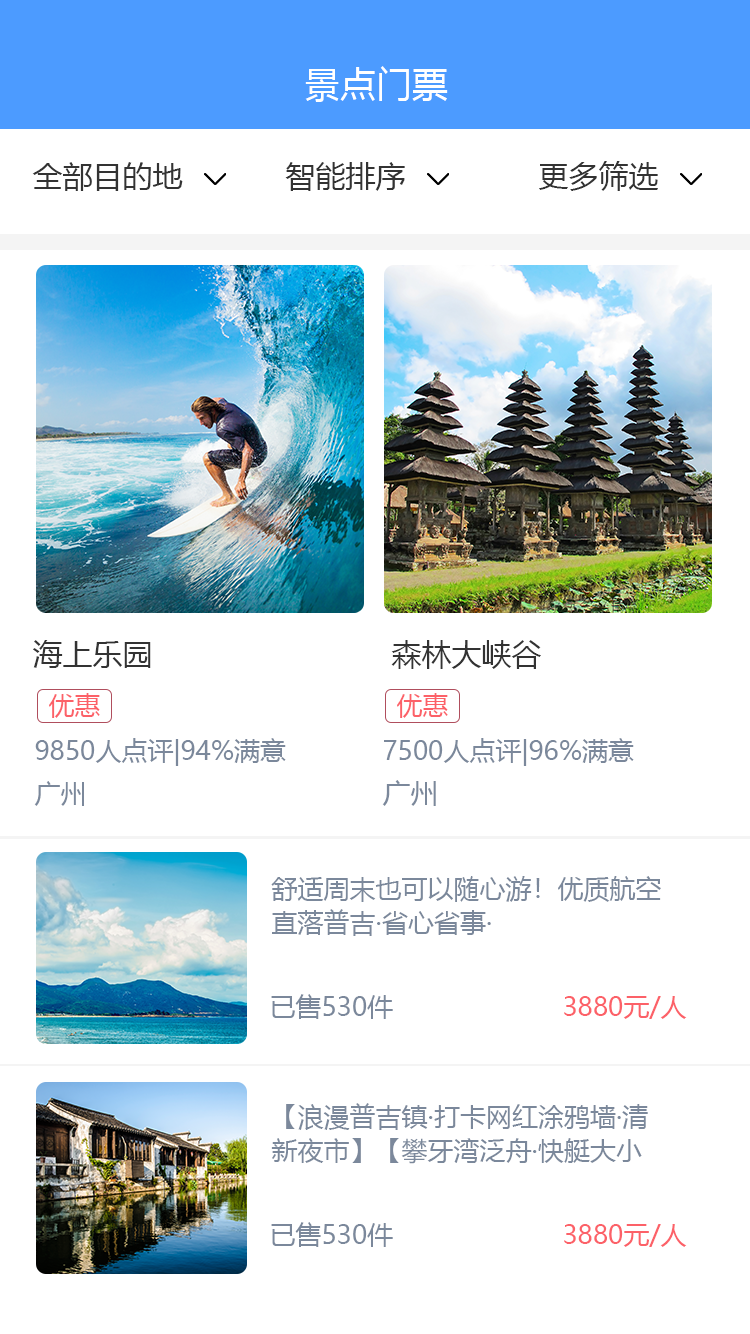 景点门票
全部目的地 智能排序 更多筛选
海上乐园
优惠
9850人点评|94%满意
广州
森林大峡谷
优惠
7500人点评|96%满意
广州
舒适周末也可以随心游！优质航空
直落普吉·省心省事·
已售530件 3880元/人
【浪漫普吉镇·打卡网红涂鸦墙·清
新夜市】【攀牙湾泛舟·快艇大小
已售530件 3880元/人